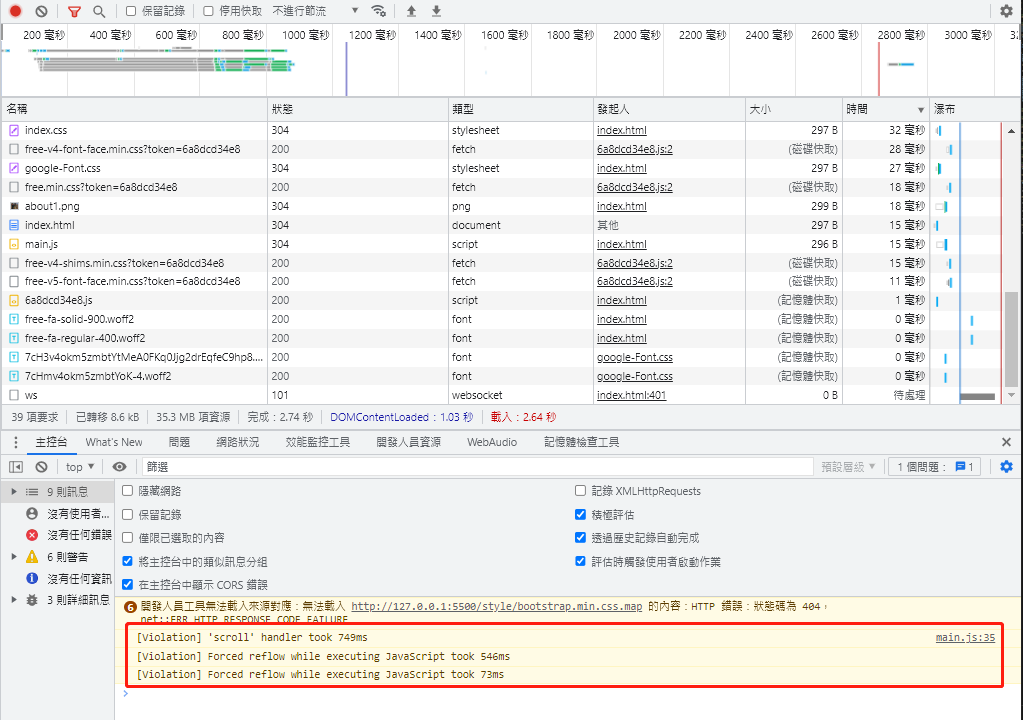 保留記錄 停用快取 不進行節流
200 毫秒 400 毫秒 600 毫秒 800 毫秒 1000 毫秒 1200 毫秒 1400 毫秒 1600 毫秒 1800 毫秒 2000 毫秒 2200 毫秒 2400 毫秒 2600 毫秒 2800 毫秒 3000 毫秒
名稱 狀態 類型 發起人 大小 時間 瀑布
index.css 304 stylesheet index.html 297 B 32 毫秒
free-v4-font-face.min.css?token=6a8dcd34e8 200 fetch 6a8dcd34e8.js:2 (磁碟快取) 28 毫秒
google-Font.css 304 stylesheet index.html 297 B 27 毫秒
free.min.css?token=6a8dcd34e8 200 fetch 6a8dcd34e8.js:2 (磁碟快取) 18 毫秒
about1.png 304 png index.html 299 B 18 毫秒
index.html 304 document 其他 297 B 15 毫秒
main.js 304 script index.html 296 B 15 毫秒
free-v4-shims.min.css?token=6a8dcd34e8 200 fetch 6a8dcd34e8.js:2 (磁碟快取) 15 毫秒
free-v5-font-face.min.css?token=6a8dcd34e8 200 fetch 6a8dcd34e8.js:2 (磁碟快取) 11 毫秒
6a8dcd34e8.js 200 script index.html (記憶體快取) 1 毫秒
free-fa-solid-900.woff2 200 font index.html (記憶體快取) 0 毫秒
free-fa-regular-400.woff2 200 font index.html (記憶體快取) 0 毫秒
7cH3v4okm5zmbtYtMeA0FKq0Jjg2drEqfeC9hp8.... 200 font google-Font.css (記憶體快取) 0 毫秒
7cHmv4okm5zmbtYoK-4.woff2 200 font google-Font.css (記憶體快取) 0 毫秒
ws 101 websocket index.html:401 0 B 待處理
39 項要求 已轉移 8.6 kB 35.3 MB 項資源 完成：2.74 秒 DOMContentLoaded：1.03 秒 載入：2.64 秒
主控台 What's New 問題 網路狀況 效能監控工具 開發人員資源 WebAudio 記憶體檢查工具
top 篩選 預設層級 1 個問題： 1
9 則訊息 隱藏網路 記錄 XMLHttpRequests
沒有使用者... 保留記錄 積極評估
沒有任何錯誤 僅限已選取的內容 透過歷史記錄自動完成
6 則警告 將主控台中的類似訊息分組 評估時觸發使用者啟動作業
沒有任何資訊 在主控台中顯示 CORS 錯誤
3 則詳細訊息
6 開發人員工具無法載入來源對應：無法載入 http://127.0.0.1:5500/style/bootstrap.min.css.map 的內容：HTTP 錯誤：狀態碼為 404，
net::ERR_HTTP_RESPONSE_CODE_FAILURE
[Violation] 'scroll' handler took 749ms main.js:35
[Violation] Forced reflow while executing JavaScript took 546ms
[Violation] Forced reflow while executing JavaScript took 73ms